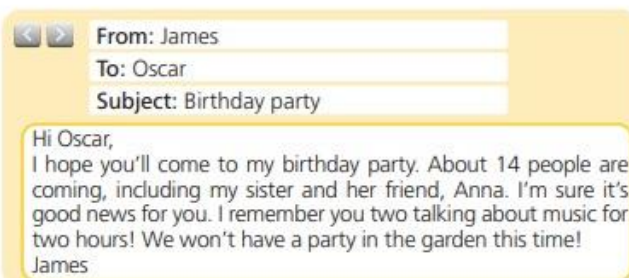 From: James
To: Oscar
Subject: Birthday party
Hi Oscar,
I hope you'll come to my birthday party. About 14 people are
coming, including my sister and her friend, Anna. I'm sure it's
good news for you. I remember you two talking about music for
two hours! We won't have a party in the garden this time!
James